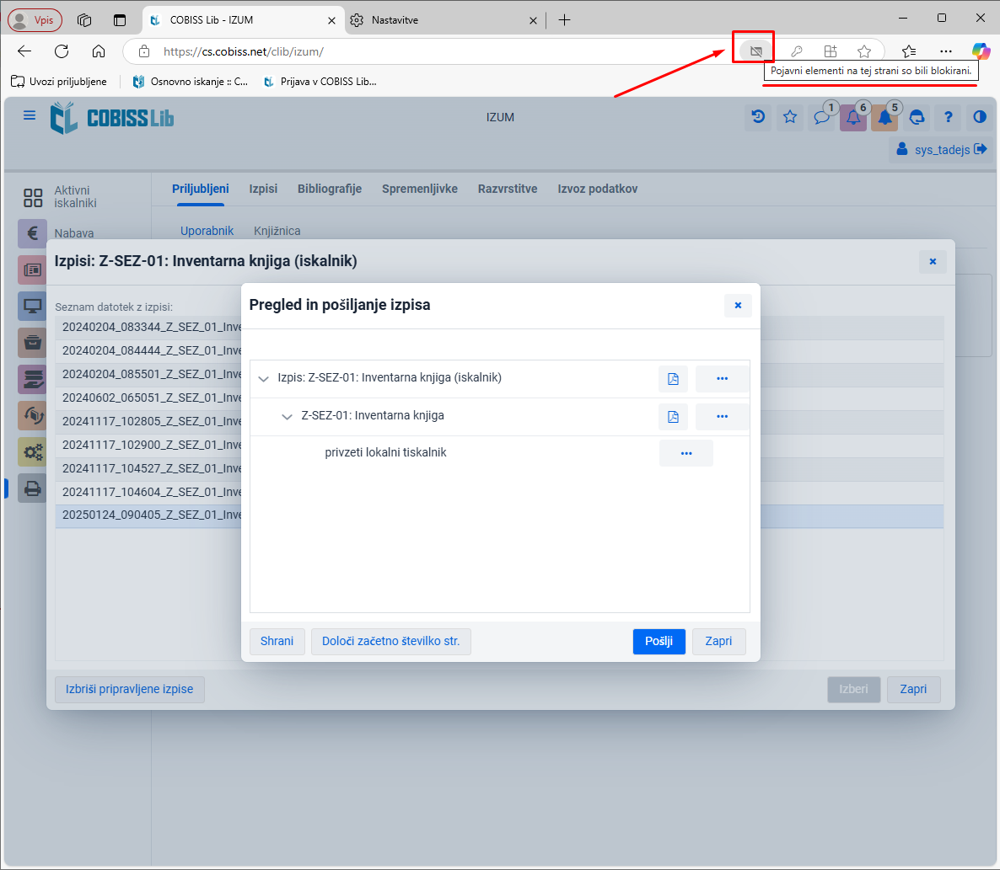 Vpis
COBISS Lib - IZUM
Nastavitve
https://cs.cobiss.net/clib/izum/
Pojavni elementi na tej strani so bili blokirani.
Uvozi priljubljene
Osnovno iskanje :: C...
Prijava v COBISS Lib...
COBISS Lib
IZUM
1
6
5
?
sys_tadejs
Aktivni
iskalniki
Nabava
Priljubljeni
Izpisi
Bibliografije
Spremenljivke
Razvrstitve
Izvoz podatkov
Uporabnik
Knjižnica
Izpisi: Z-SEZ-01: Inventarna knjiga (iskalnik)
Seznam datotek z izpisi:
20240204_083344_Z_SEZ_01_Inve
20240204_084444_Z_SEZ_01_Inve
20240204_085501_Z_SEZ_01_Inve
20240602_065051_Z_SEZ_01_Inve
20241117_102805_Z_SEZ_01_Inve
20241117_102900_Z_SEZ_01_Inve
20241117_104527_Z_SEZ_01_Inve
20241117_104604_Z_SEZ_01_Inve
20250124_090405_Z_SEZ_01_Inve
Pregled in pošiljanje izpisa
Izpis: Z-SEZ-01: Inventarna knjiga (iskalnik)
Z-SEZ-01: Inventarna knjiga
privzeti lokalni tiskalnik
Shrani
Določi začetno številko str.
Pošlji
Zapri
Izbriši pripravljene izpise
Izberi
Zapri